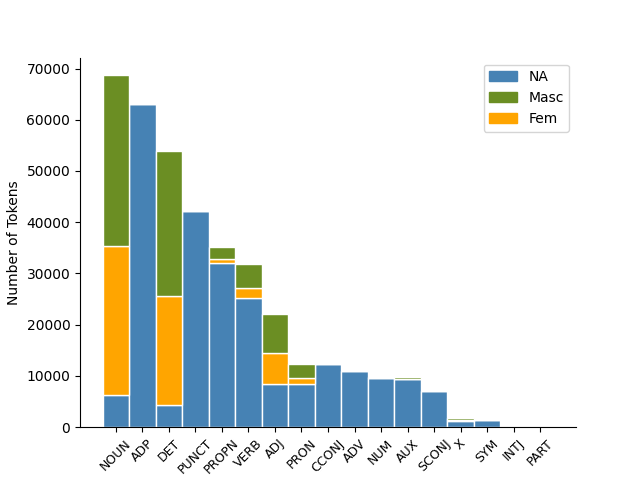 70000
60000
50000
40000
30000
20000
10000
0
Number of Tokens
NA
Masc
Fem
NOUN
ADP
DET
PUNCT
PROPN
VERB
ADJ
PRON
CCONJ
ADV
NUM
AUX
SCONJ
X
SYM
INTJ
PART